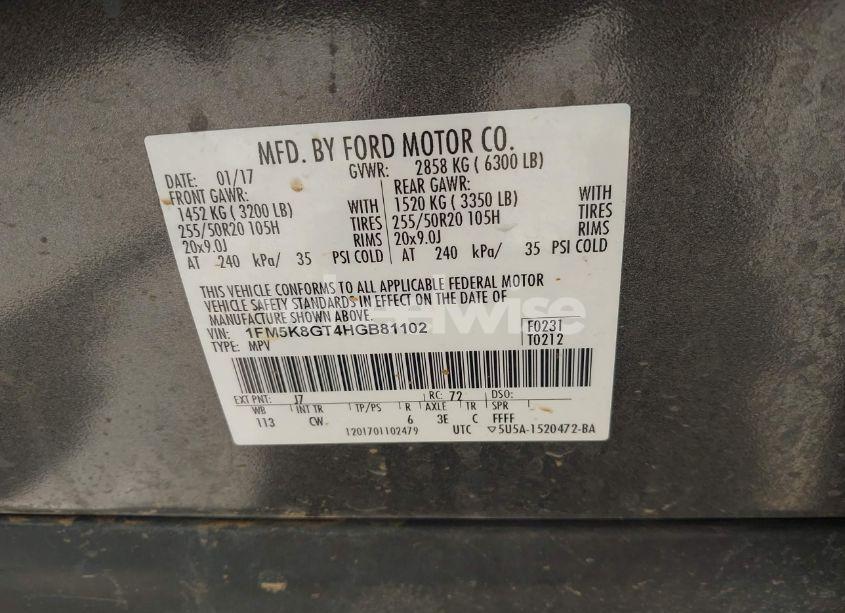 MFD. BY FORD MOTOR CO.
DATE: 01/17 GVWR: 2858 KG ( 6300 LB)
FRONT GAWR: REAR GAWR:
1452 KG ( 3200 LB) WITH 1520 KG ( 3350 LB) WITH
255/50R20 105H TIRES 255/50R20 105H TIRES
20x9.0J RIMS 20x9.0J RIMS
AT 240 kPa/ 35 PSI COLD AT 240 kPa/ 35 PSI COLD
THIS VEHICLE CONFORMS TO ALL APPLICABLE FEDERAL MOTOR
VEHICLE SAFETY STANDARDS IN EFFECT ON THE DATE OF
MANUFACTURE SHOWN ABOVE.
VIN: 1FM5K8GT4HGB81102 F0231
TYPE: MPV T0212
EXT PNT: J7 RC: 72 DSO:
WB INT TR TP/PS R AXLE TR SPR
113 CW 6 3E C FFFF
1201701102479 UTC ▽5U5A-1520472-BA